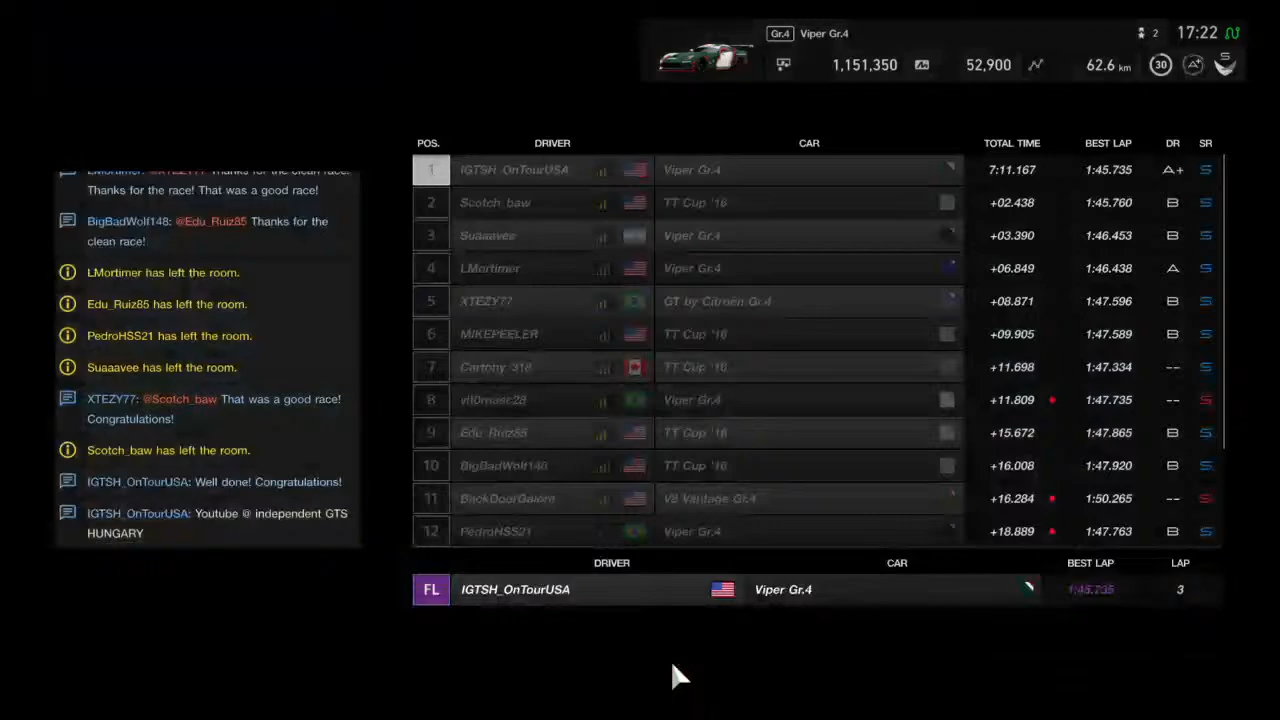 Gr.4 Viper Gr.4 2 17:22
1,151,350 52,900 62.6 km 30 A+ S
POS. DRIVER CAR TOTAL TIME BEST LAP DR SR
1 IGTSH_OnTourUSA Viper Gr.4 7:11.167 1:45.735 A+ S
2 Scotch_baw TT Cup '16 +02.438 1:45.760 B S
3 Suaaavee Viper Gr.4 +03.390 1:46.453 B S
4 LMortimer Viper Gr.4 +06.849 1:46.438 A S
5 XTEZY77 GT by Citroën Gr.4 +08.871 1:47.596 B S
6 MIKEPEELER TT Cup '16 +09.905 1:47.589 B S
7 TT Cup '16 +11.698 1:47.334 -- S
8 Viper Gr.4 +11.809 1:47.735 -- S
9 Edu_Ruiz85 TT Cup '16 +15.672 1:47.865 B S
10 BigBadWolf148 TT Cup '16 +16.008 1:47.920 B S
11 BackDoorGalore V8 Vantage Gr.4 +16.284 1:50.265 -- S
12 PedroHSS21 Viper Gr.4 +18.889 1:47.763 B S
DRIVER CAR BEST LAP LAP
FL IGTSH_OnTourUSA Viper Gr.4 1:45.735 3
LMortimer: @XTEZY77 Thanks for the clean race!
Thanks for the race! That was a good race!
BigBadWolf148: @Edu_Ruiz85 Thanks for the
clean race!
LMortimer has left the room.
Edu_Ruiz85 has left the room.
PedroHSS21 has left the room.
Suaaavee has left the room.
XTEZY77: @Scotch_baw That was a good race!
Congratulations!
Scotch_baw has left the room.
IGTSH_OnTourUSA: Well done! Congratulations!
IGTSH_OnTourUSA: Youtube @ independent GTS
HUNGARY